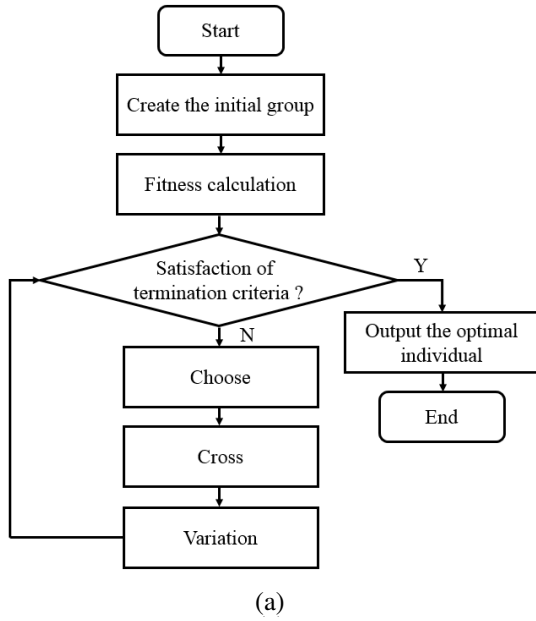 Start
Create the initial group
Fitness calculation
Satisfaction of
termination criteria ?
Y
N
Output the optimal
individual
Choose
End
Cross
Variation
(a)